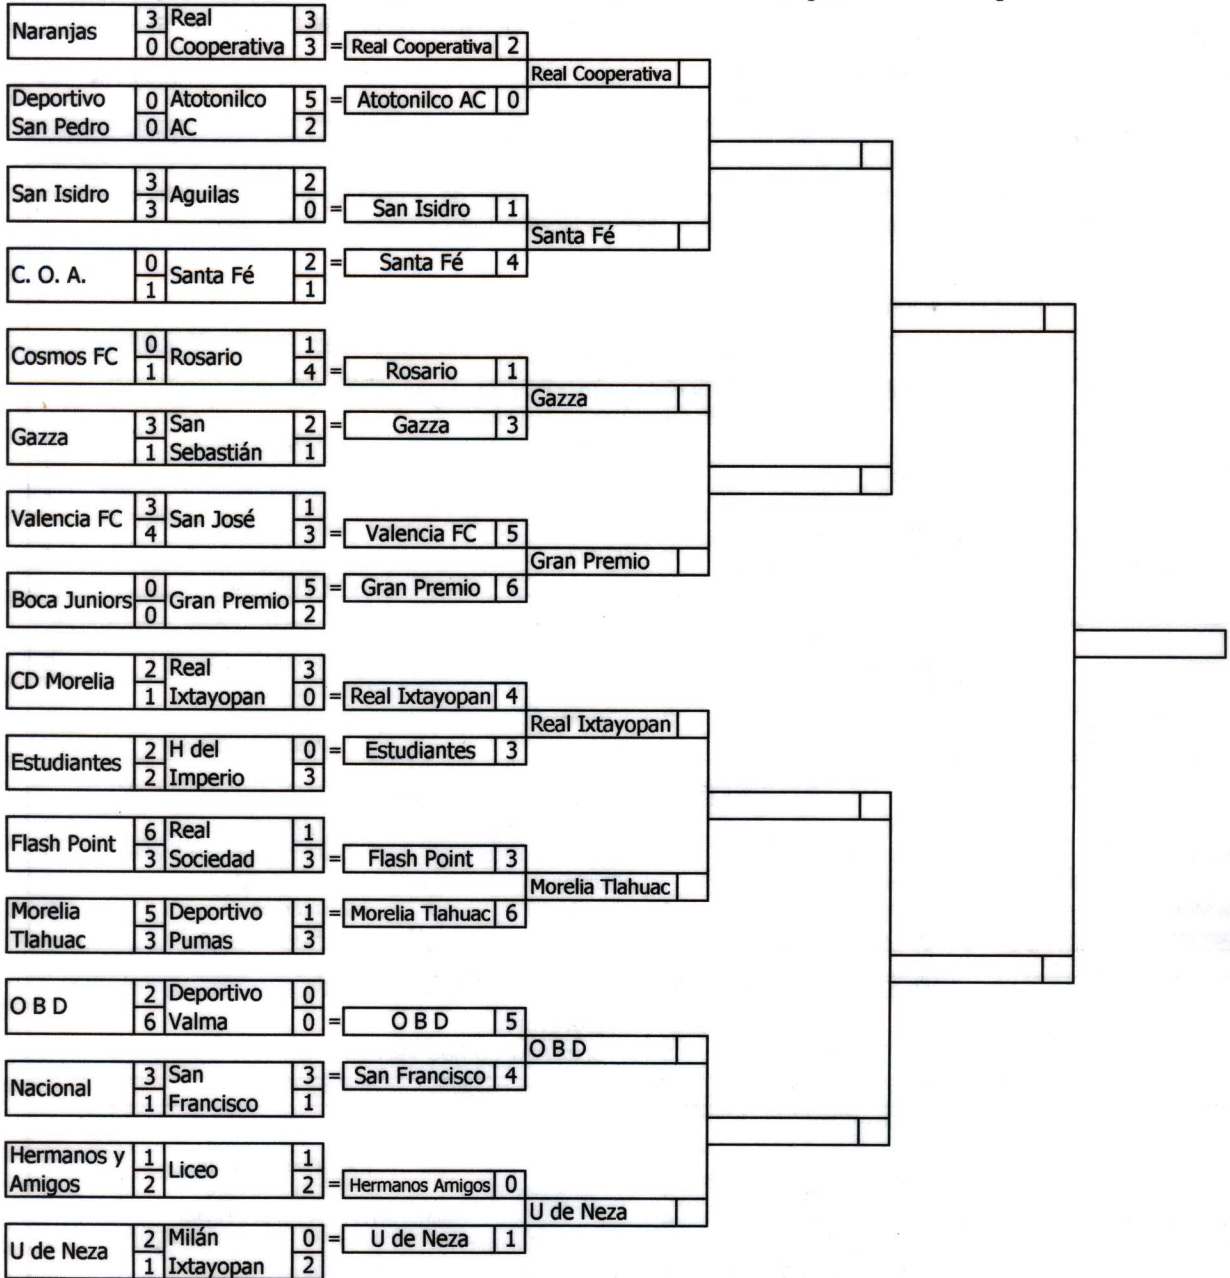 Naranjas 3 Real 3
0 Cooperativa 3 = Real Cooperativa 2
Real Cooperativa
Deportivo 0 Atotonilco 5 = Atotonilco AC 0
San Pedro 0 AC 2
San Isidro 3 Aguilas 2
3 0 = San Isidro 1
Santa Fé
C. O. A. 0 Santa Fé 2 = Santa Fé 4
1 1
Cosmos FC 0 Rosario 1
1 4 = Rosario 1
Gazza
Gazza 3 San 2 = Gazza 3
1 Sebastián 1
Valencia FC 3 San José 1
4 3 = Valencia FC 5
Gran Premio
Boca Juniors 0 Gran Premio 5 = Gran Premio 6
0 2
CD Morelia 2 Real 3
1 Ixtayopan 0 = Real Ixtayopan 4
Real Ixtayopan
Estudiantes 2 H del 0 = Estudiantes 3
2 Imperio 3
Flash Point 6 Real 1
3 Sociedad 3 = Flash Point 3
Morelia Tlahuac
Morelia 5 Deportivo 1 = Morelia Tlahuac 6
Tlahuac 3 Pumas 3
O B D 2 Deportivo 0
6 Valma 0 = O B D 5
O B D
Nacional 3 San 3 = San Francisco 4
1 Francisco 1
Hermanos y 1 Liceo 1
Amigos 2 2 = Hermanos Amigos 0
U de Neza
U de Neza 2 Milán 0 = U de Neza 1
1 Ixtayopan 2